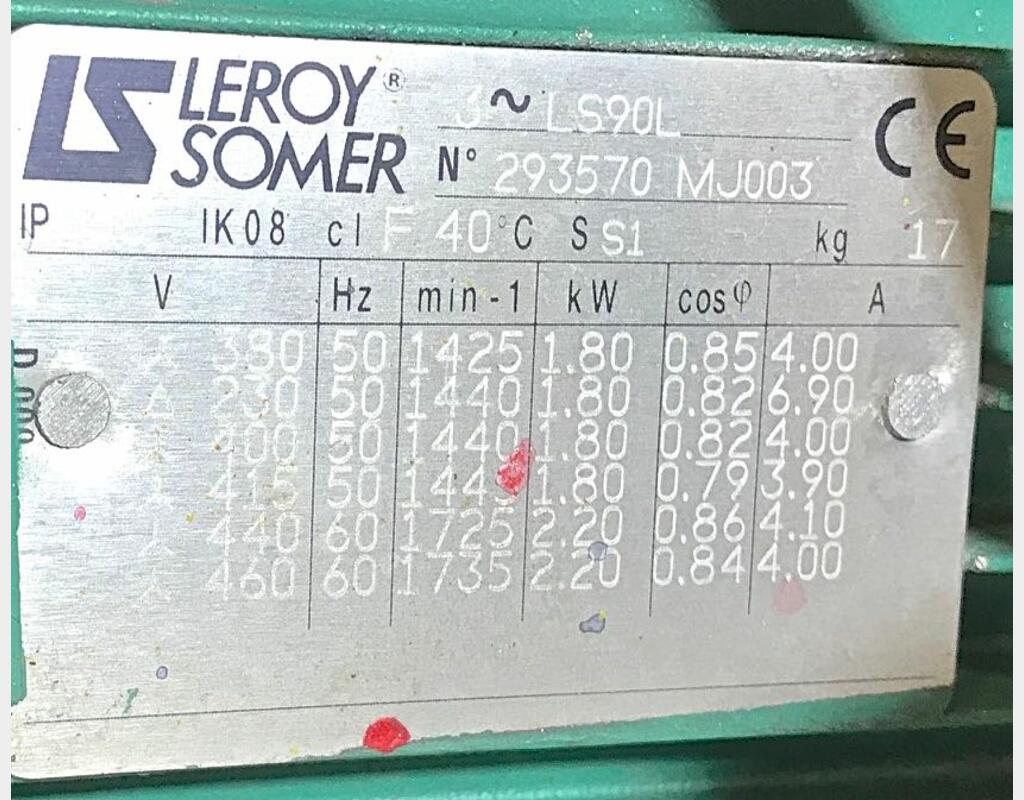 LEROY®
SOMER
3 ~ LS90L
N° 293570 MJ003
CE
IP IK08 cl F 40°C S S1 kg 17
V Hz min-1 kW cosφ A
⅄ 380 50 1425 1.80 0.85 4.00
Δ 230 50 1440 1.80 0.82 6.90
⅄ 400 50 1440 1.80 0.82 4.00
⅄ 415 50 1.80 0.79 3.90
⅄ 440 60 1725 2.20 0.86 4.10
⅄ 460 60 1735 2.20 0.84 4.00